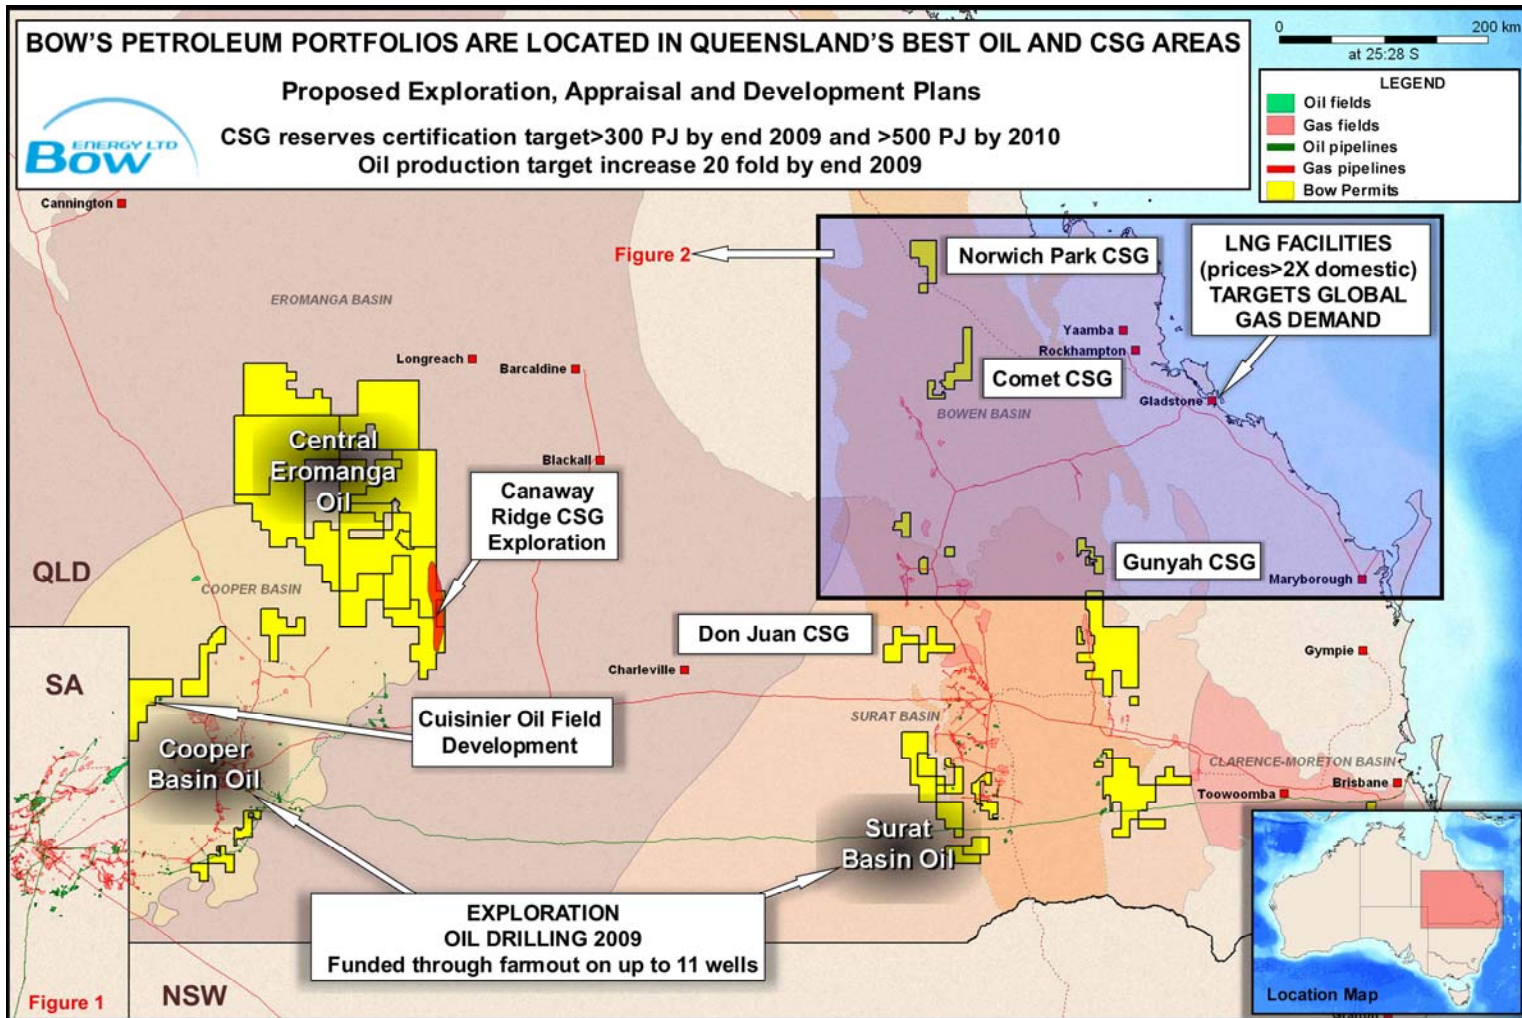 BOW'S PETROLEUM PORTFOLIOS ARE LOCATED IN QUEENSLAND'S BEST OIL AND CSG AREAS
Proposed Exploration, Appraisal and Development Plans
CSG reserves certification target>300 PJ by end 2009 and >500 PJ by 2010
Oil production target increase 20 fold by end 2009
BOW
ENERGY LTD
0
200 km
at 25:28 S
LEGEND
Oil fields
Gas fields
Oil pipelines
Gas pipelines
Bow Permits
Cannington
Figure 2
Norwich Park CSG
LNG FACILITIES
(prices>2X domestic)
TARGETS GLOBAL
GAS DEMAND
EROMANGA BASIN
Yaamba
Rockhampton
Longreach
Barcaldine
Comet CSG
Gladstone
BOWEN BASIN
Central
Eromanga
Oil
Blackall
Canaway
Ridge CSG
Exploration
QLD
COOPER BASIN
Gunyah CSG
Maryborough
Don Juan CSG
Gympie
SA
Charleville
Cuisinier Oil Field
Development
SURAT BASIN
Cooper
Basin Oil
CLARENCE-MORETON BASIN
Brisbane
Toowoomba
Surat
Basin Oil
EXPLORATION
OIL DRILLING 2009
Funded through farmout on up to 11 wells
Figure 1
NSW
Location Map